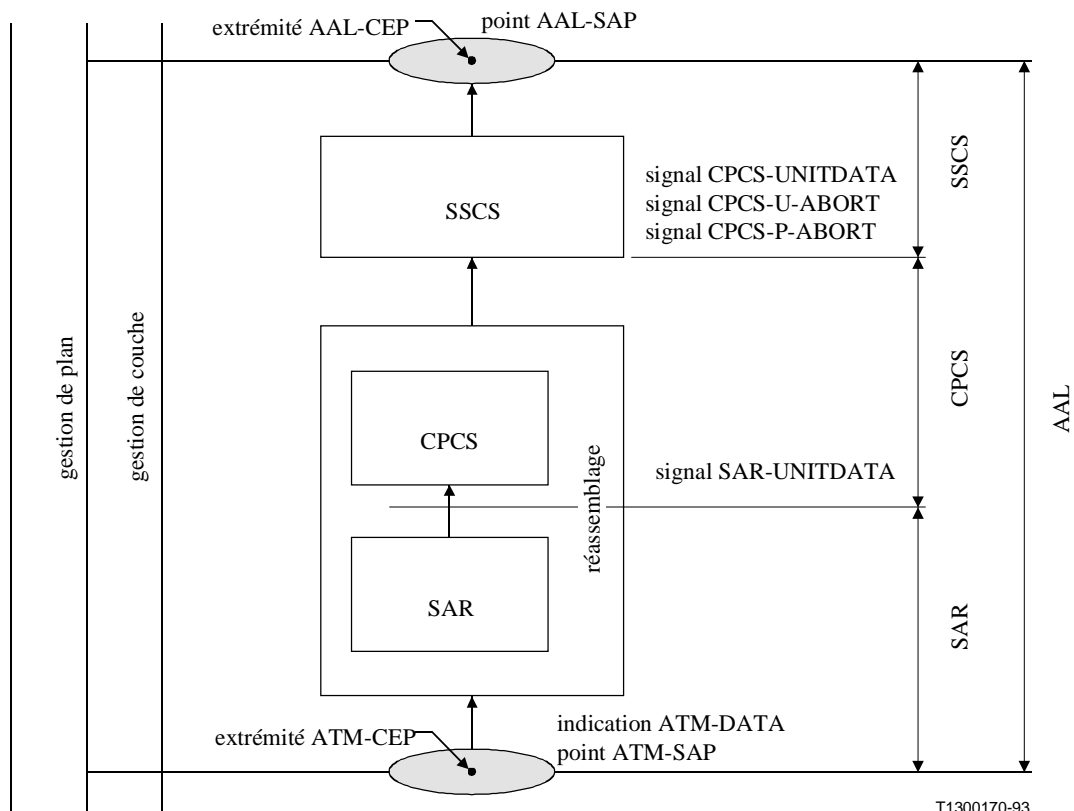 extrémité AAL-CEP
point AAL-SAP
SSCS
signal CPCS-UNITDATA
signal CPCS-U-ABORT
signal CPCS-P-ABORT
SSCS
gestion de plan
gestion de couche
CPCS
réassemblage
signal SAR-UNITDATA
CPCS
AAL
SAR
SAR
extrémité ATM-CEP
indication ATM-DATA
point ATM-SAP
T1300170-93